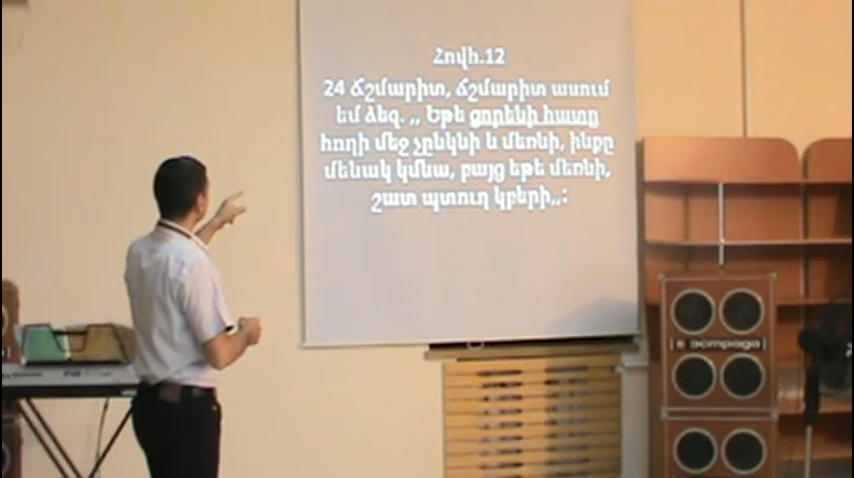 Հովհ.12
24 Ճշմարիտ, ճշմարիտ ասում
եմ ձեզ. ,, Եթե ցորենի հատը
հողի մեջ չընկնի և մեռնի, ինքը
մենակ կմնա, բայց եթե մեռնի,
շատ պտուղ կբերի,,:
эстрада